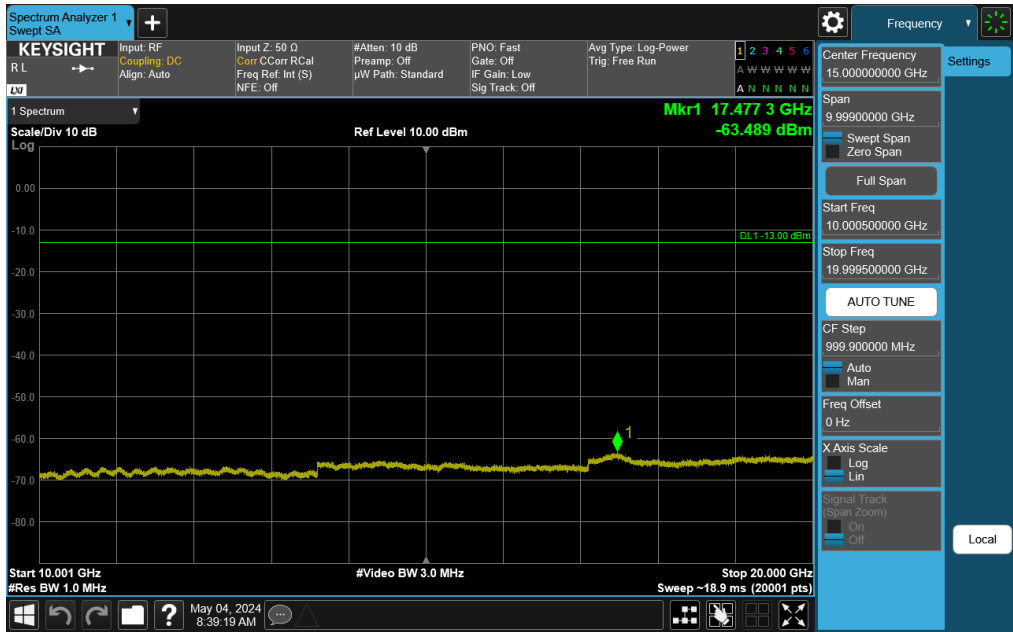 Spectrum Analyzer 1
Swept SA
Frequency
KEYSIGHT
R L
LXI
Input: RF
Coupling: DC
Align: Auto
Input Z: 50 Ω
Corr CCorr RCal
Freq Ref: Int (S)
NFE: Off
#Atten: 10 dB
Preamp: Off
µW Path: Standard
PNO: Fast
Gate: Off
IF Gain: Low
Sig Track: Off
Avg Type: Log-Power
Trig: Free Run
1 2 3 4 5 6
A W W W W W
A N N N N N
1 Spectrum
Scale/Div 10 dB
Log
Ref Level 10.00 dBm
Mkr1 17.477 3 GHz
-63.489 dBm
0.00
-10.0
DL1 -13.00 dBm
-20.0
-30.0
-40.0
-50.0
-60.0
1
-70.0
-80.0
Start 10.001 GHz
#Res BW 1.0 MHz
#Video BW 3.0 MHz
Stop 20.000 GHz
Sweep ~18.9 ms (20001 pts)
May 04, 2024
8:39:19 AM
?
Center Frequency
15.000000000 GHz
Settings
Span
9.99900000 GHz
Swept Span
Zero Span
Full Span
Start Freq
10.000500000 GHz
Stop Freq
19.999500000 GHz
AUTO TUNE
CF Step
999.900000 MHz
Auto
Man
Freq Offset
0 Hz
X Axis Scale
Log
Lin
Signal Track
(Span Zoom)
On
Off
Local